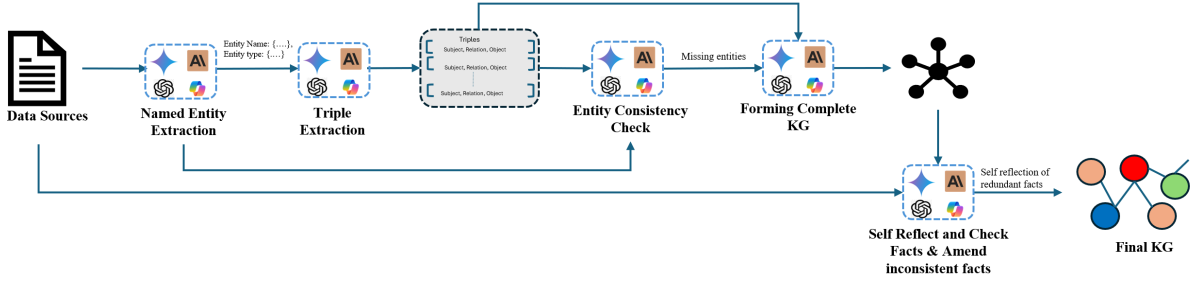 Data Sources
Named Entity
Extraction
Entity Name: {....},
Entity type: {....}
Triple
Extraction
Triples
Subject, Relation, Object
Subject, Relation, Object
Subject, Relation, Object
Entity Consistency
Check
Missing entities
Forming Complete
KG
Self Reflect and Check
Facts & Amend
inconsistent facts
Self reflection of
redundant facts
Final KG